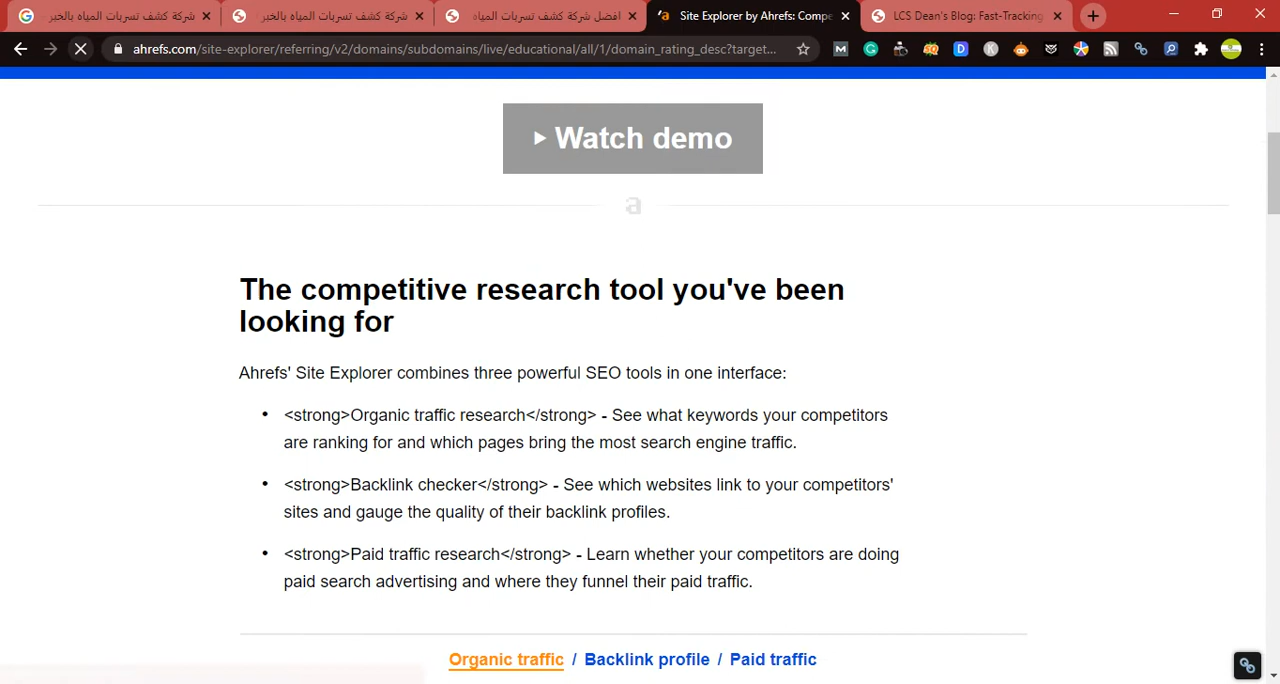 شركة كشف تسربات المياه بالخبر
شركة كشف تسربات المياه بالخبر
افضل شركة كشف تسربات المياه
Site Explorer by Ahrefs: Compe
LCS Dean's Blog: Fast-Tracking
ahrefs.com/site-explorer/referring/v2/domains/subdomains/live/educational/all/1/domain_rating_desc?target...
Watch demo
a
The competitive research tool you've been
looking for
Ahrefs' Site Explorer combines three powerful SEO tools in one interface:
• <strong>Organic traffic research</strong> - See what keywords your competitors
are ranking for and which pages bring the most search engine traffic.
• <strong>Backlink checker</strong> - See which websites link to your competitors'
sites and gauge the quality of their backlink profiles.
• <strong>Paid traffic research</strong> - Learn whether your competitors are doing
paid search advertising and where they funnel their paid traffic.
Organic traffic / Backlink profile / Paid traffic